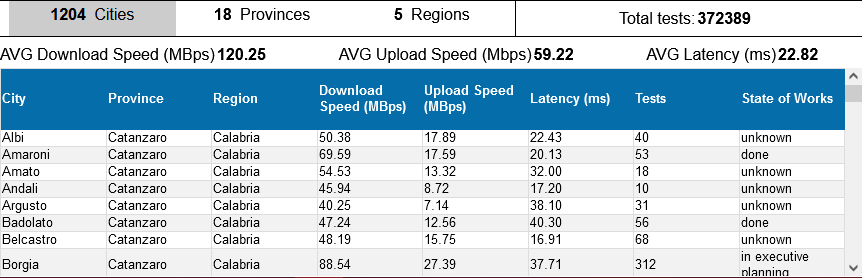 1204 Cities 18 Provinces 5 Regions Total tests: 372389
AVG Download Speed (MBps) 120.25 AVG Upload Speed (Mbps) 59.22 AVG Latency (ms) 22.82
City Province Region Download Speed (MBps) Upload Speed (MBps) Latency (ms) Tests State of Works
Albi Catanzaro Calabria 50.38 17.89 22.43 40 unknown
Amaroni Catanzaro Calabria 69.59 17.59 20.13 53 done
Amato Catanzaro Calabria 54.53 13.32 32.00 18 unknown
Andali Catanzaro Calabria 45.94 8.72 17.20 10 unknown
Argusto Catanzaro Calabria 40.25 7.14 38.10 31 unknown
Badolato Catanzaro Calabria 47.24 12.56 40.30 56 done
Belcastro Catanzaro Calabria 48.19 15.75 16.91 68 unknown
Borgia Catanzaro Calabria 88.54 27.39 37.71 312 in executive planning